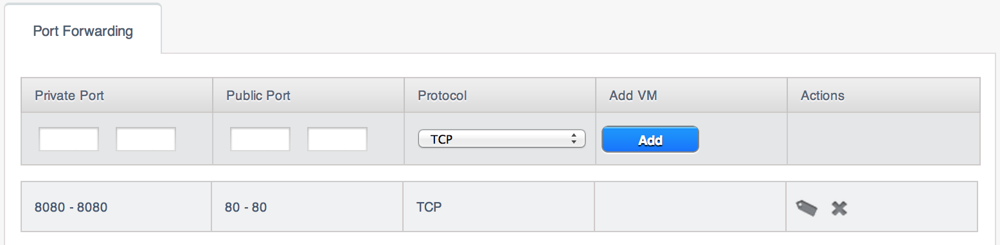 Port Forwarding
Private Port Public Port Protocol Add VM Actions
TCP Add
8080 - 8080 80 - 80 TCP